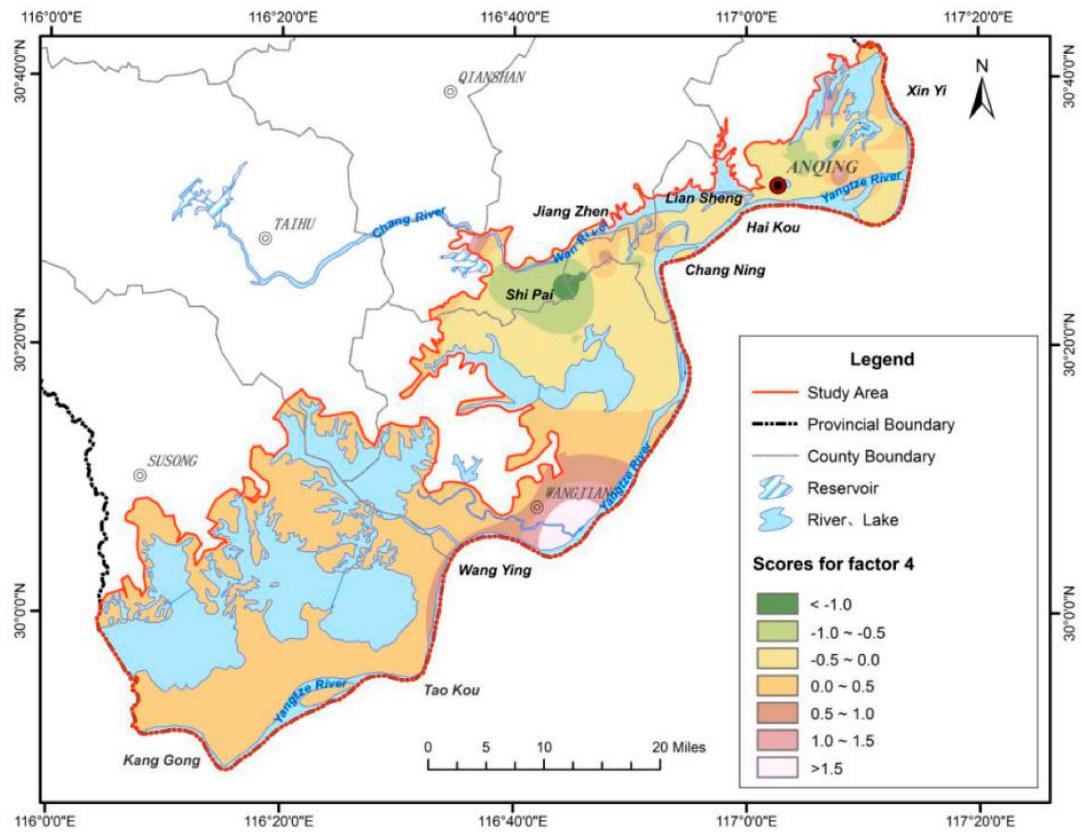 116°0'0"E
116°20'0"E
116°40'0"E
117°0'0"E
117°20'0"E
30°40'0"N
30°40'0"N
QIANSHAN
N
Xin Yi
ANQING
Yangtze River
Lian Sheng
Jiang Zhen
Hai Kou
TAIHU
Chang River
Wan River
Chang Ning
Shi Pai
30°20'0"N
30°20'0"N
SUSONG
WANGJIANG
Yangtze River
Wang Ying
30°0'0"N
30°0'0"N
Tao Kou
Yangtze River
Kang Gong
0 5 10 20 Miles
Legend
Study Area
Provincial Boundary
County Boundary
Reservoir
River、Lake
Scores for factor 4
< -1.0
-1.0 ~ -0.5
-0.5 ~ 0.0
0.0 ~ 0.5
0.5 ~ 1.0
1.0 ~ 1.5
>1.5
116°0'0"E
116°20'0"E
116°40'0"E
117°0'0"E
117°20'0"E